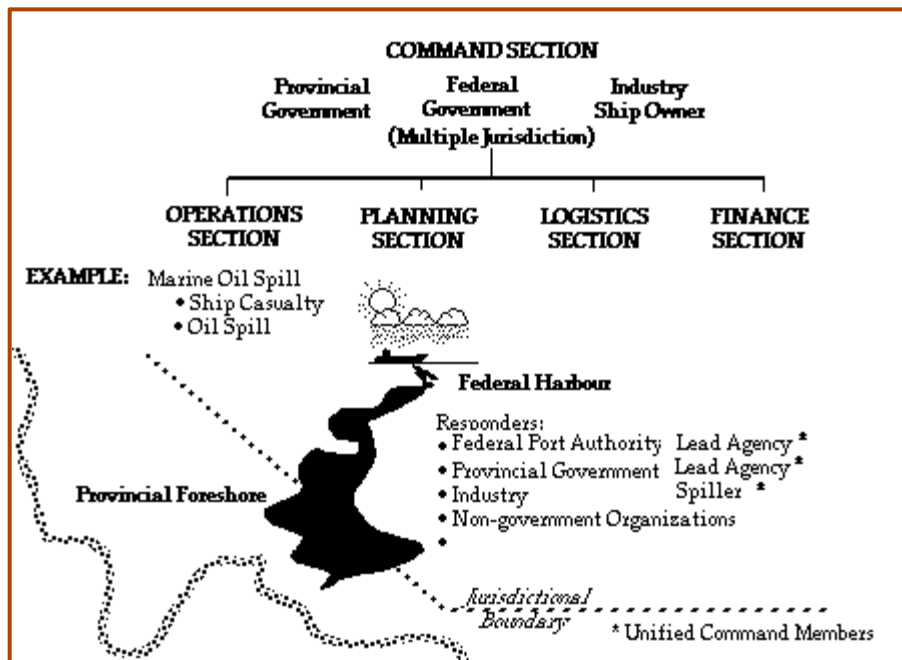 COMMAND SECTION
Provincial Government
Federal Government
(Multiple Jurisdiction)
Industry Ship Owner
OPERATIONS SECTION
PLANNING SECTION
LOGISTICS SECTION
FINANCE SECTION
EXAMPLE: Marine Oil Spill
• Ship Casualty
• Oil Spill
Federal Harbour
Responders:
• Federal Port Authority Lead Agency *
• Provincial Government Lead Agency *
• Industry Spiller *
• Non-government Organizations
•
Provincial Foreshore
Jurisdictional Boundary
* Unified Command Members